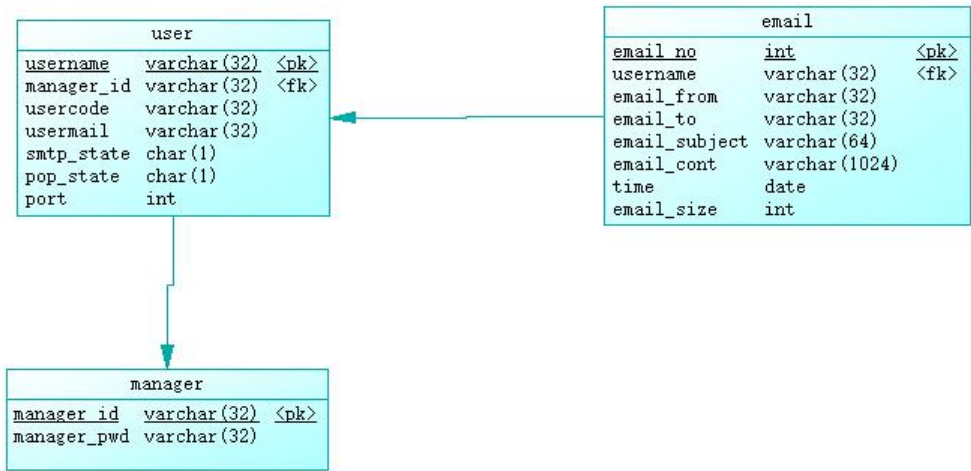 user
username varchar(32) <pk>
manager_id varchar(32) <fk>
usercode varchar(32)
usermail varchar(32)
smtp_state char(1)
pop_state char(1)
port int
email
email_no int <pk>
username varchar(32) <fk>
email_from varchar(32)
email_to varchar(32)
email_subject varchar(64)
email_cont varchar(1024)
time date
email_size int
manager
manager_id varchar(32) <pk>
manager_pwd varchar(32)